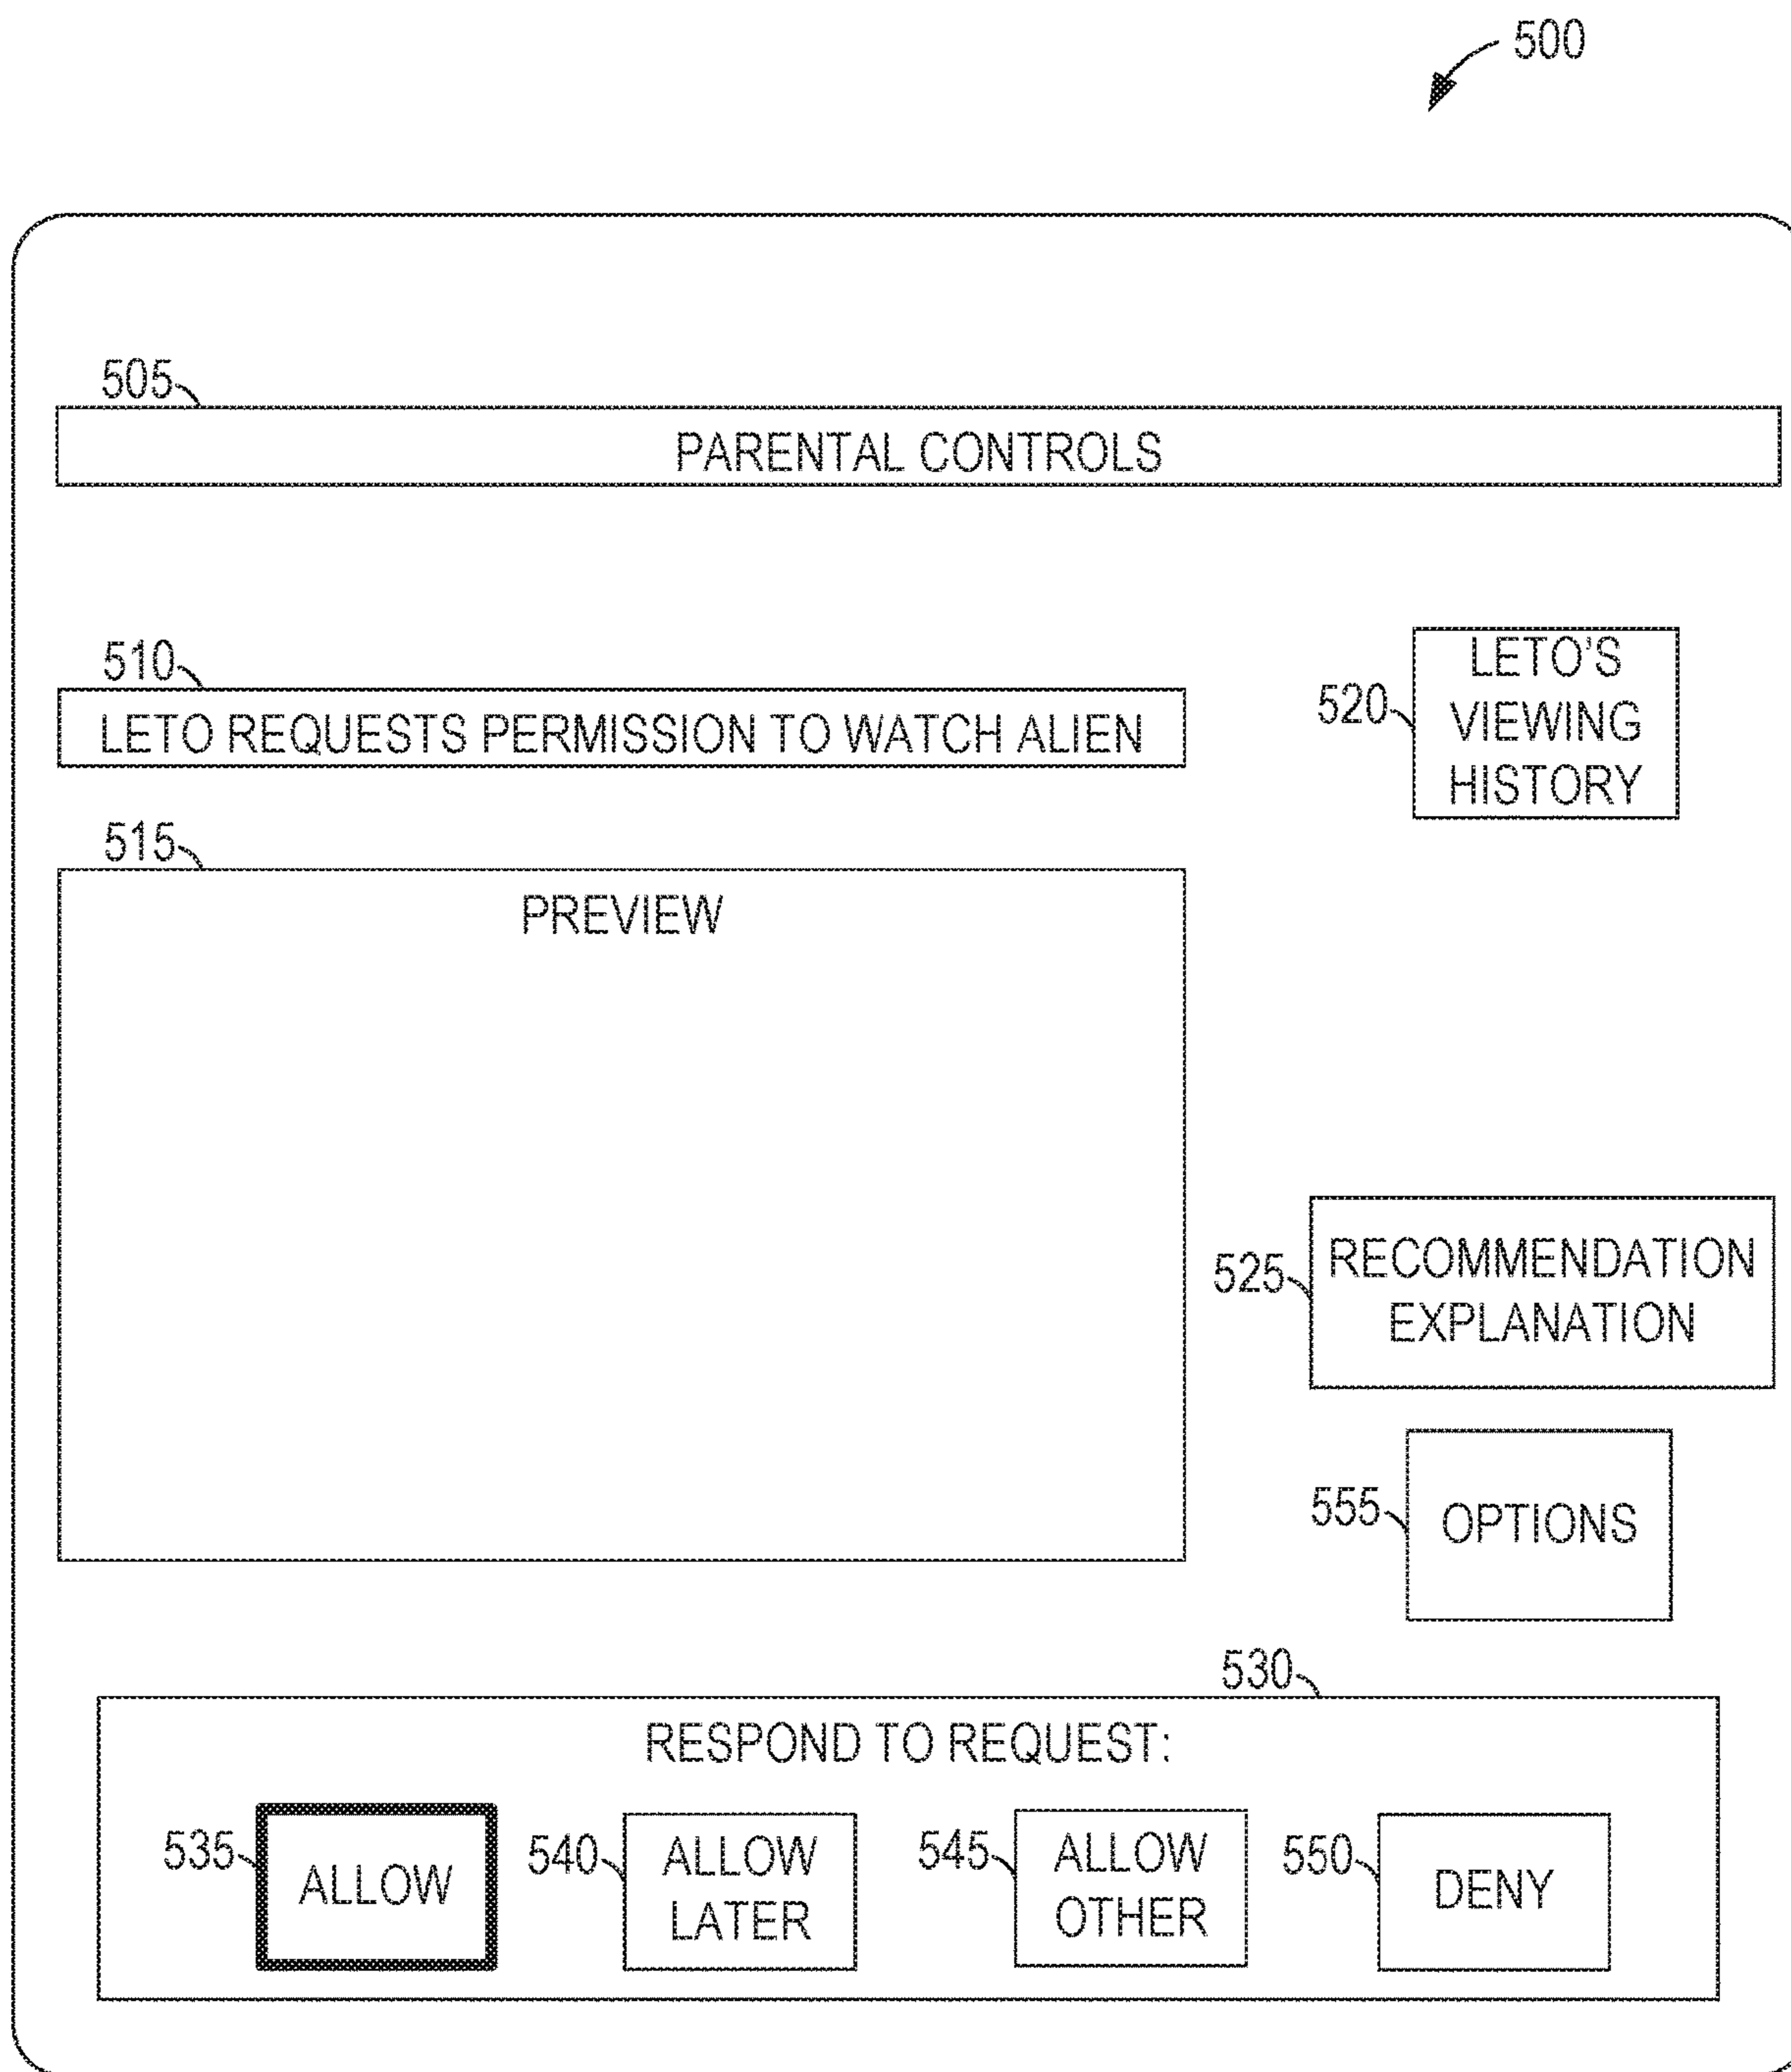 500
505
PARENTAL CONTROLS
510
LETO REQUESTS PERMISSION TO WATCH ALIEN
520
LETO'S
VIEWING
HISTORY
515
PREVIEW
525
RECOMMENDATION
EXPLANATION
555
OPTIONS
530
RESPOND TO REQUEST:
535
ALLOW
540
ALLOW
LATER
545
ALLOW
OTHER
550
DENY